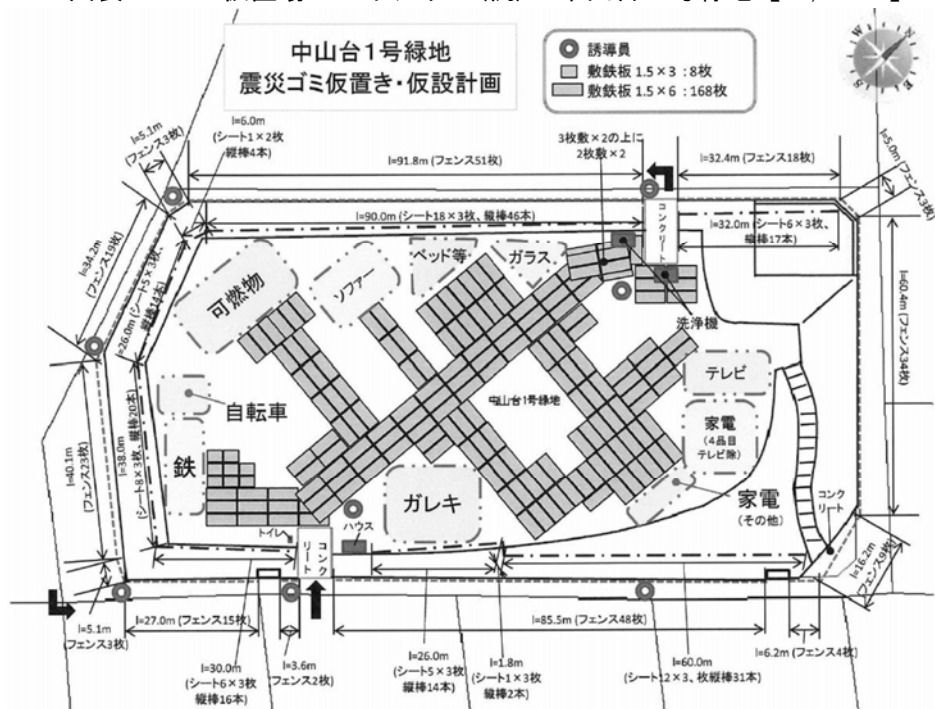 中山台1号緑地
震災ゴミ仮置き・仮設計画
誘導員
敷鉄板 1.5×3 :8枚
敷鉄板 1.5×6 :168枚
N
E
S
W
l=5.1m
(フェンス3枚)
l=6.0m
(シート1×2枚
縦棒4本)
l=91.8m (フェンス51枚)
3枚敷×2の上に
2枚敷×2
l=32.4m (フェンス18枚)
l=5.0m
(フェンス3枚)
l=90.0m (シート18×3枚、縦棒46本)
コンクリート
l=32.0m (シート6×3枚、
縦棒17本)
l=34.2m
(フェンス19枚)
l=26.0m (シート5×3枚、
縦棒14本)
可燃物
ソファー
ベッド等
ガラス
洗浄機
l=60.4m (フェンス34枚)
自転車
中山台1号緑地
テレビ
家電
(4品目
テレビ除)
鉄
l=40.1m
(フェンス23枚)
l=38.0m
(シート8×3枚、縦棒20本)
ガレキ
家電
(その他)
コンク
リート
トイレ
ハウス
コンク
リート
l=16.2m
(フェンス9枚)
l=5.1m
(フェンス3枚)
l=27.0m (フェンス15枚)
l=85.5m (フェンス48枚)
l=6.2m (フェンス4枚)
l=30.0m
(シート6×3枚
縦棒16本)
l=3.6m
(フェンス2枚)
l=26.0m
(シート5×3枚
縦棒14本)
l=1.8m
(シート1×3枚
縦棒2本)
l=60.0m
(シート12×3、枚縦棒31本)